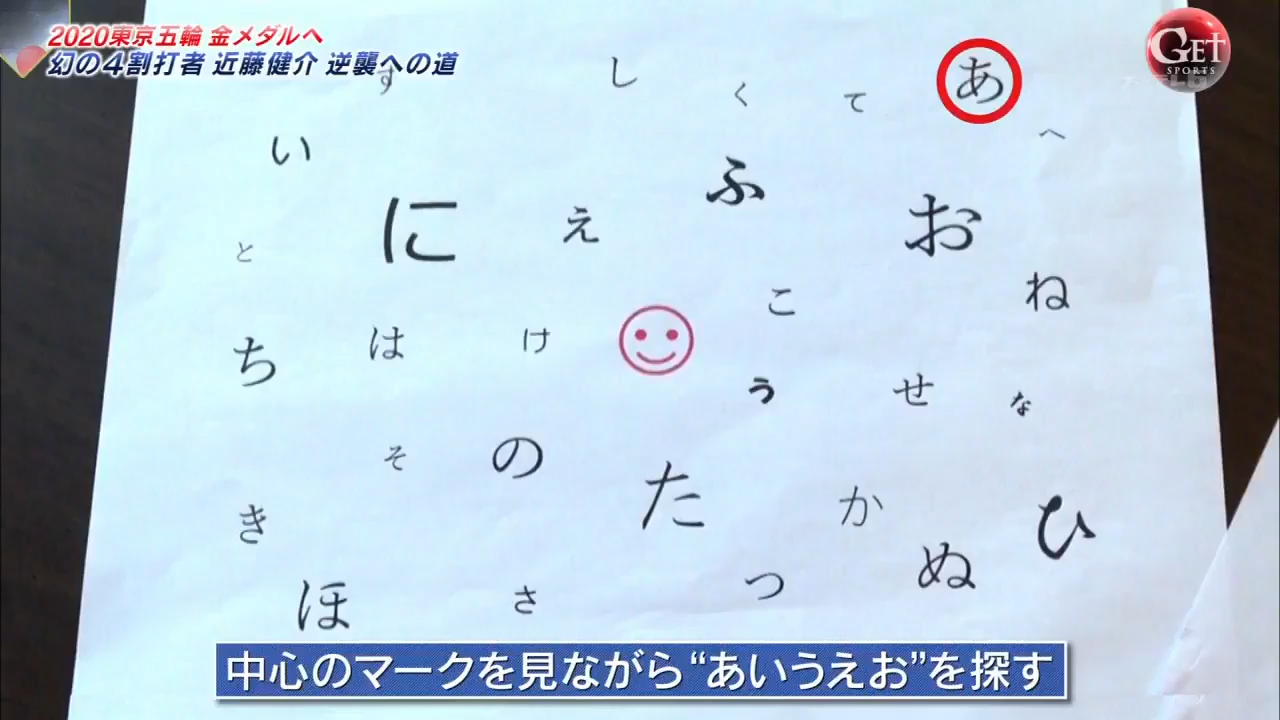 2020東京五輪 金メダルへ
幻の4割打者 近藤健介 逆襲への道
GET
SPORTS
す し く て あ へ
い に え ふ お
と こ ね
ち は け
う せ な
そ の た か ひ
き ぬ
ほ さ つ
中心のマークを見ながら“あいうえお”を探す